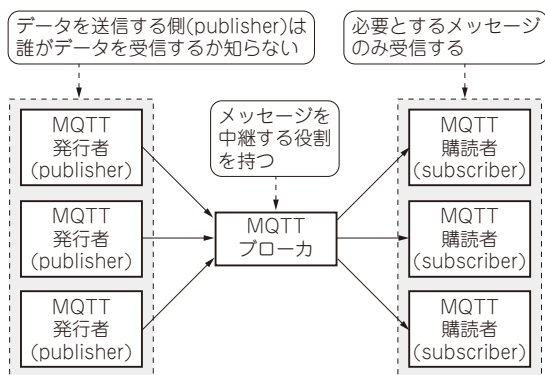 データを送信する側(publisher)は
誰がデータを受信するか知らない
必要とするメッセージ
のみ受信する
メッセージを
中継する役割
を持つ
MQTT
発行者
(publisher)
MQTT
発行者
(publisher)
MQTT
発行者
(publisher)
MQTT
ブローカ
MQTT
購読者
(subscriber)
MQTT
購読者
(subscriber)
MQTT
購読者
(subscriber)